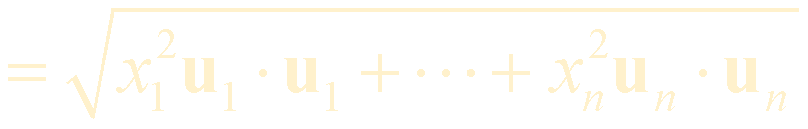 = √(x₁²𝐮₁ · 𝐮₁ + ⋯ + xₙ²𝐮ₙ · 𝐮ₙ)